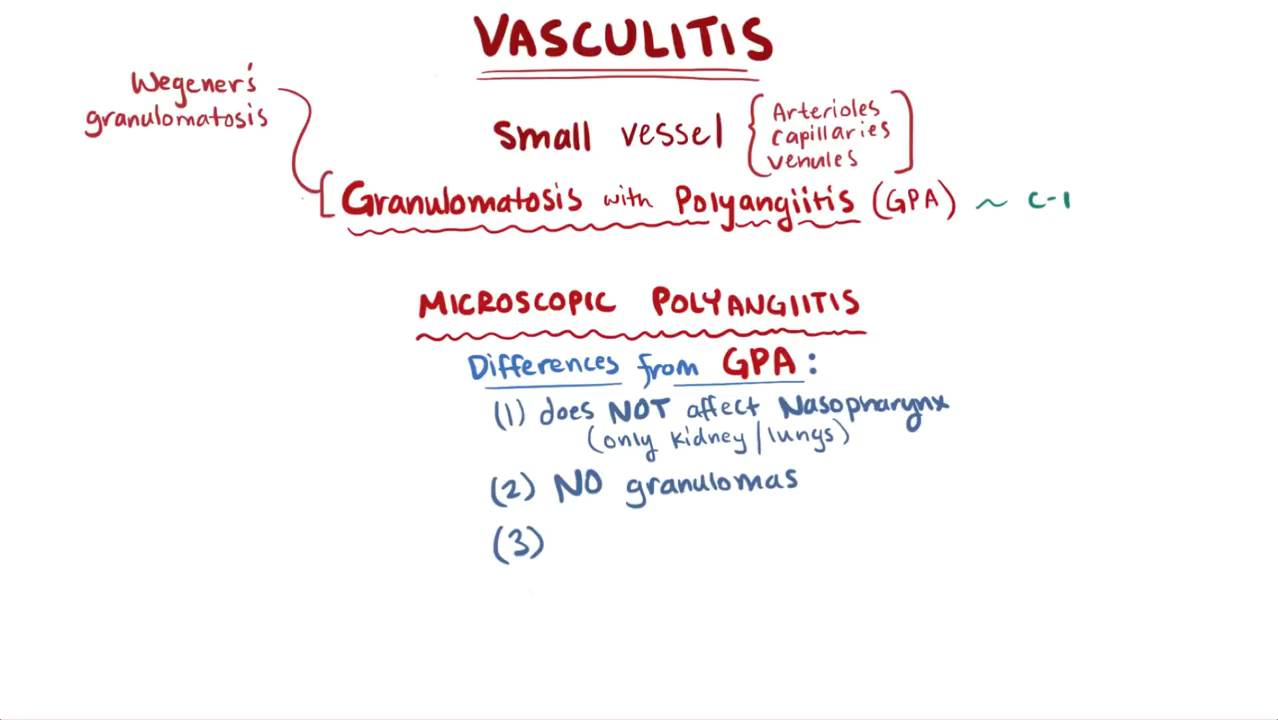 VASCULITIS
Wegener's
granulomatosis
Small vessel
Arterioles
capillaries
venules
Granulomatosis with Polyangiitis (GPA) ~ C-
MICROSCOPIC POLYANGIITIS
Differences from GPA:
(1) does NOT affect Nasopharynx
(only kidney/lungs)
(2) NO granulomas
(3)